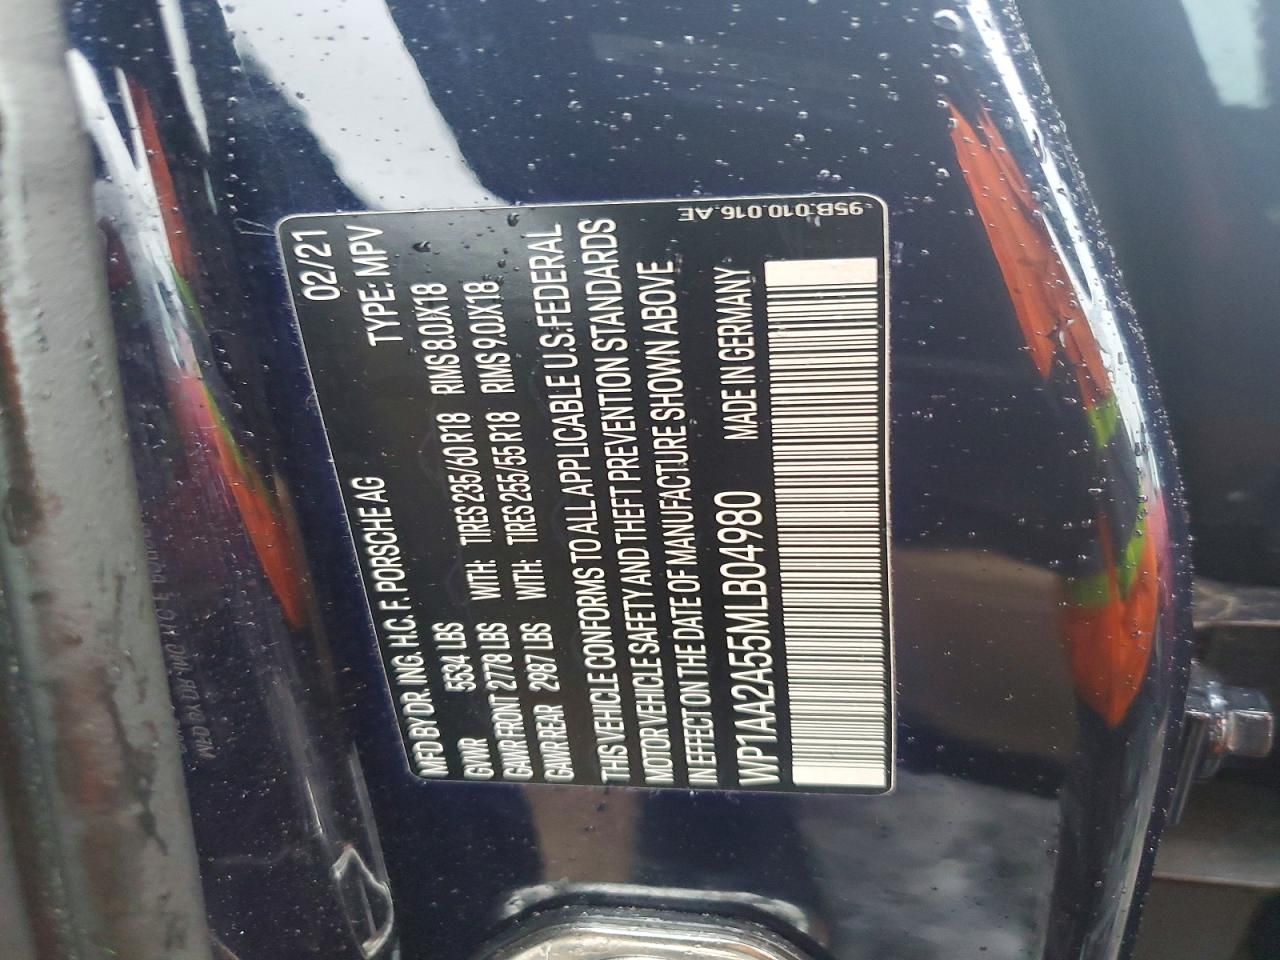 MFD BY DR. ING. H.C. F. PORSCHE AG 02/21
GVWR 5534 LBS TYPE: MPV
GAWR FRONT 2778 LBS WITH: TIRES 235/60 R18 RIMS 8.0JX18
GAWR REAR 2987 LBS WITH: TIRES 255/55 R18 RIMS 9.0JX18
THIS VEHICLE CONFORMS TO ALL APPLICABLE U.S. FEDERAL
MOTOR VEHICLE SAFETY AND THEFT PREVENTION STANDARDS
IN EFFECT ON THE DATE OF MANUFACTURE SHOWN ABOVE
WP1AA2A55MLB04980 MADE IN GERMANY
95B.010.016.AE